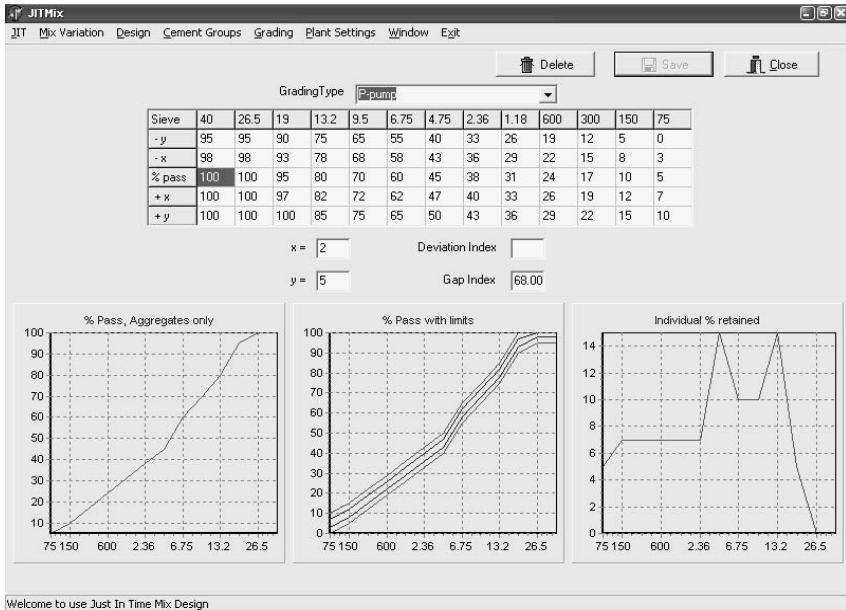 JITMix
JIT Mix Variation Design Cement Groups Grading Plant Settings Window Exit
Delete Save Close
GradingType P-pump
Sieve 40 26.5 19 13.2 9.5 6.75 4.75 2.36 1.18 600 300 150 75
- y 95 95 90 75 65 55 40 33 26 19 12 5 0
- x 98 98 93 78 68 58 43 36 29 22 15 8 3
% pass 100 100 95 80 70 60 45 38 31 24 17 10 5
+ x 100 100 97 82 72 62 47 40 33 26 19 12 7
+ y 100 100 100 85 75 65 50 43 36 29 22 15 10
x = 2 Deviation Index
y = 5 Gap Index 68.00
% Pass, Aggregates only
100
90
80
70
60
50
40
30
20
10
75 150 600 2.36 6.75 13.2 26.5
% Pass with limits
100
90
80
70
60
50
40
30
20
10
0
75 150 600 2.36 6.75 13.2 26.5
Individual % retained
14
12
10
8
6
4
2
0
75 150 600 2.36 6.75 13.2 26.5
Welcome to use Just In Time Mix Design